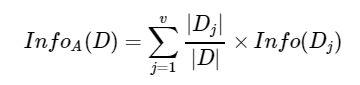 $Info_A(D) = \sum_{j=1}^{v} \frac{|D_j|}{|D|} \times Info(D_j)$